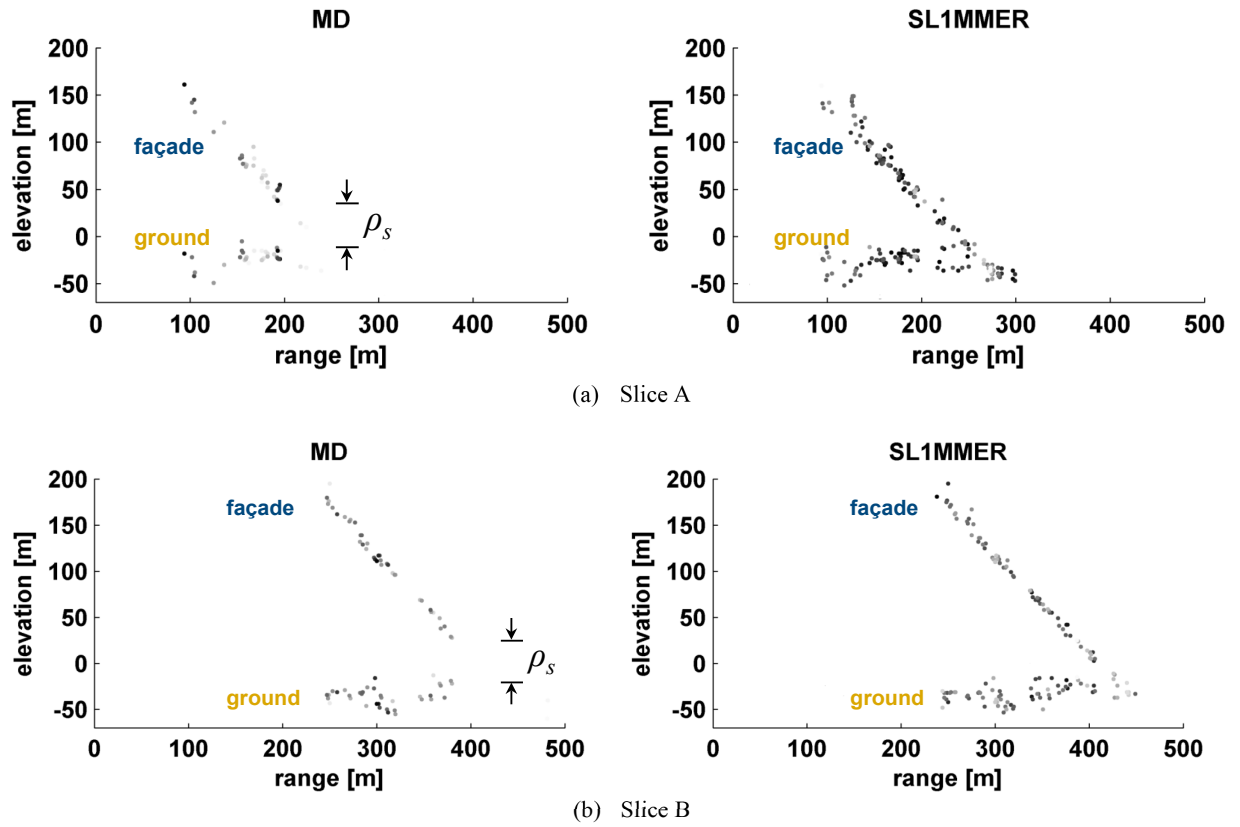 MD
SL1MMER
200
150
100
50
0
-50
elevation [m]
façade
ground
ρs
0 100 200 300 400 500
range [m]
200
150
100
50
0
-50
elevation [m]
façade
ground
0 100 200 300 400 500
range [m]
(a) Slice A
MD
SL1MMER
200
150
100
50
0
-50
elevation [m]
façade
ground
ρs
0 100 200 300 400 500
range [m]
200
150
100
50
0
-50
elevation [m]
façade
ground
0 100 200 300 400 500
range [m]
(b) Slice B